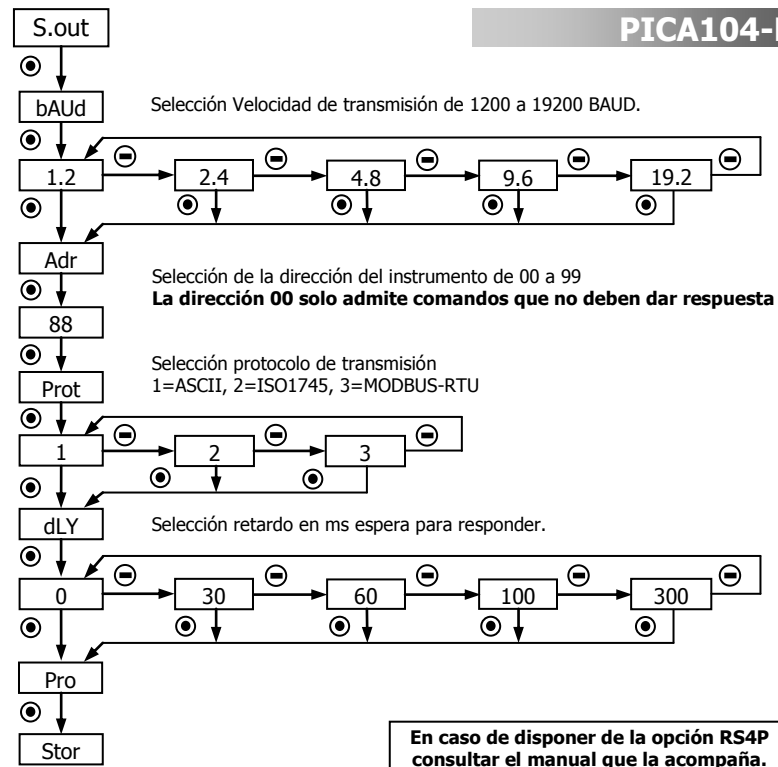 PICA104-
S.out
bAUd
Selección Velocidad de transmisión de 1200 a 19200 BAUD.
1.2
2.4
4.8
9.6
19.2
Adr
Selección de la dirección del instrumento de 00 a 99
La dirección 00 solo admite comandos que no deben dar respuesta
88
Selección protocolo de transmisión
1=ASCII, 2=ISO1745, 3=MODBUS-RTU
Prot
1
2
3
dLY
Selección retardo en ms espera para responder.
0
30
60
100
300
Pro
Stor
En caso de disponer de la opción RS4P
consultar el manual que la acompaña.